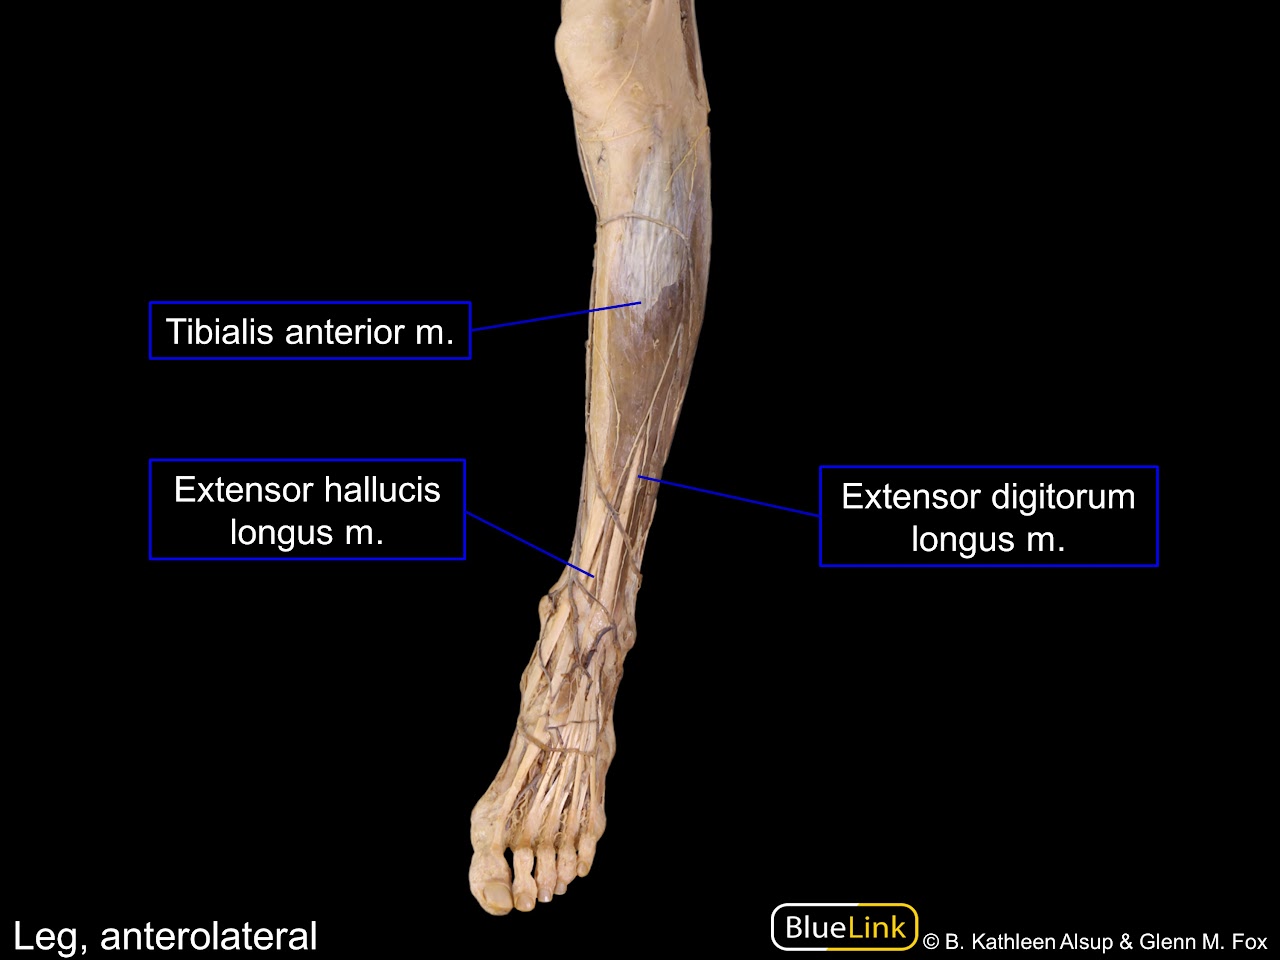 Tibialis anterior m.
Extensor hallucis
longus m.
Extensor digitorum
longus m.
Leg, anterolateral
BlueLink
© B. Kathleen Alsup & Glenn M. Fox